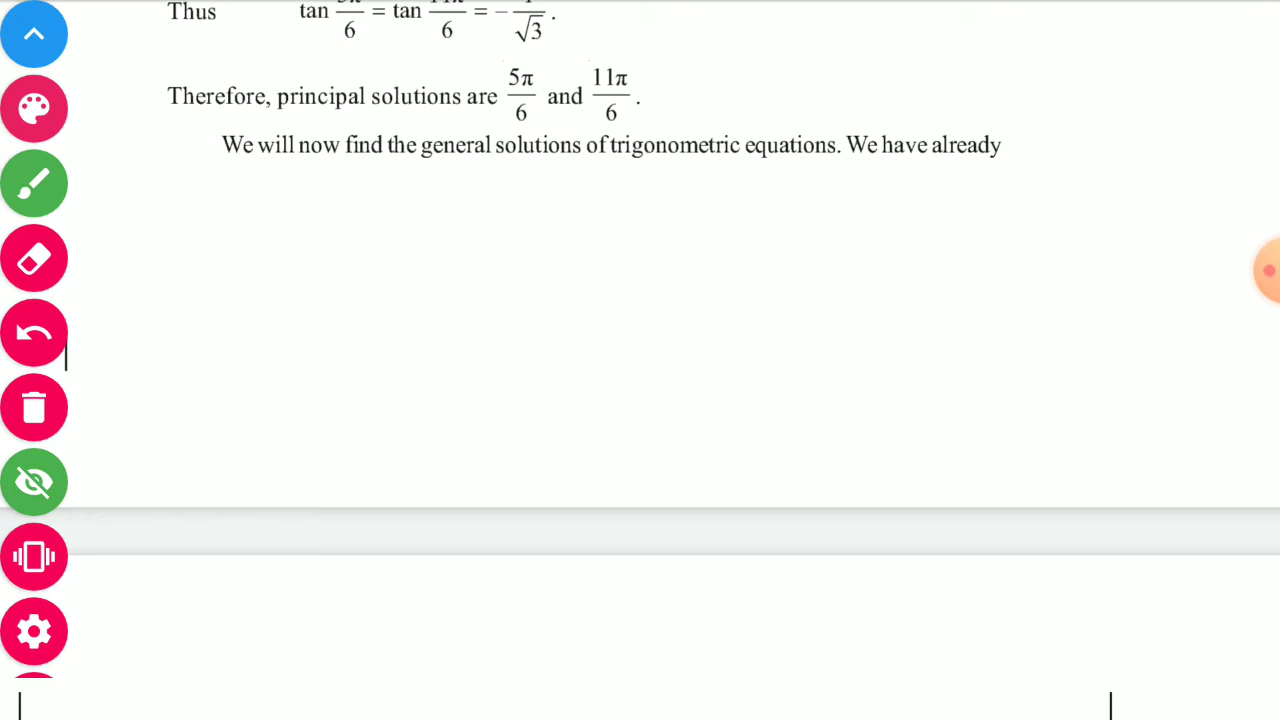 Thus tan 5π/6 = tan 11π/6 = – 1/√3 .
Therefore, principal solutions are 5π/6 and 11π/6 .
We will now find the general solutions of trigonometric equations. We have already